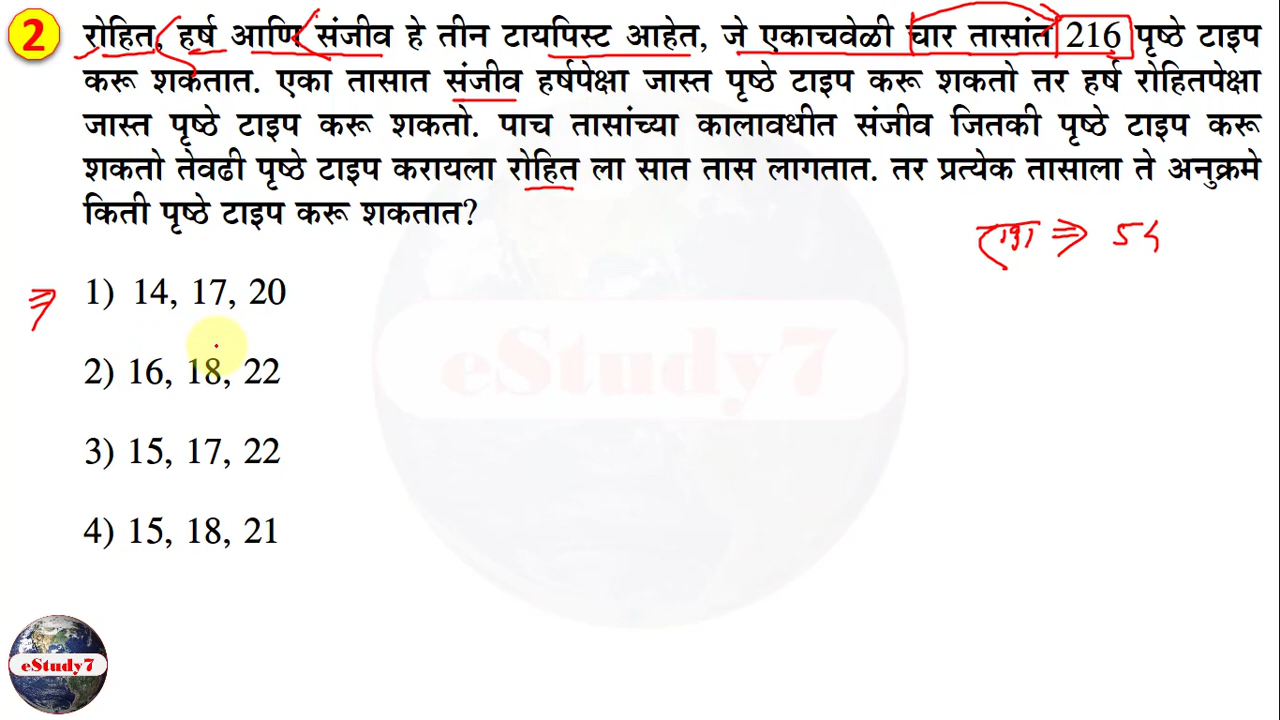 2 रोहित, हर्ष आणि संजीव हे तीन टायपिस्ट आहेत, जे एकाचवेळी चार तासांत 216 पृष्ठे टाइप
करू शकतात. एका तासात संजीव हर्षपेक्षा जास्त पृष्ठे टाइप करू शकतो तर हर्ष रोहितपेक्षा
जास्त पृष्ठे टाइप करू शकतो. पाच तासांच्या कालावधीत संजीव जितकी पृष्ठे टाइप करू
शकतो तेवढी पृष्ठे टाइप करायला रोहित ला सात तास लागतात. तर प्रत्येक तासाला ते अनुक्रमे
किती पृष्ठे टाइप करू शकतात?
⇒ 54
⇒ 1) 14, 17, 20
2) 16, 18, 22
3) 15, 17, 22
4) 15, 18, 21
eStudy7
eStudy7